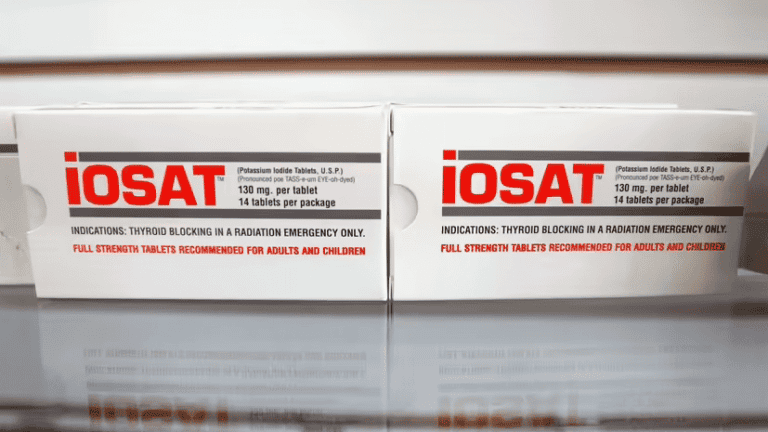 iOSAT™
(Potassium Iodide Tablets, U.S.P.)
(Pronounced poe TASS-e-um EYE-oh-dyed)
130 mg. per tablet
14 tablets per package
INDICATIONS: THYROID BLOCKING IN A RADIATION EMERGENCY ONLY.
FULL STRENGTH TABLETS RECOMMENDED FOR ADULTS AND CHILDREN
iOSAT™
(Potassium Iodide Tablets, U.S.P.)
(Pronounced poe TASS-e-um EYE-oh-dyed)
130 mg. per tablet
14 tablets per package
INDICATIONS: THYROID BLOCKING IN A RADIATION EMERGENCY ONLY.
FULL STRENGTH TABLETS RECOMMENDED FOR ADULTS AND CHILDREN